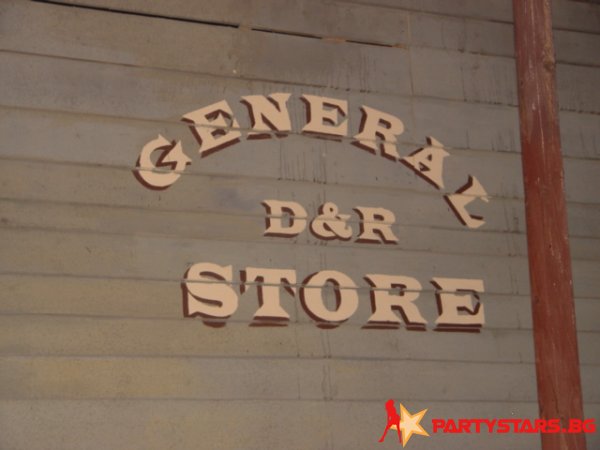 GENERAL
D&R
STORE
PARTYSTARS.BG